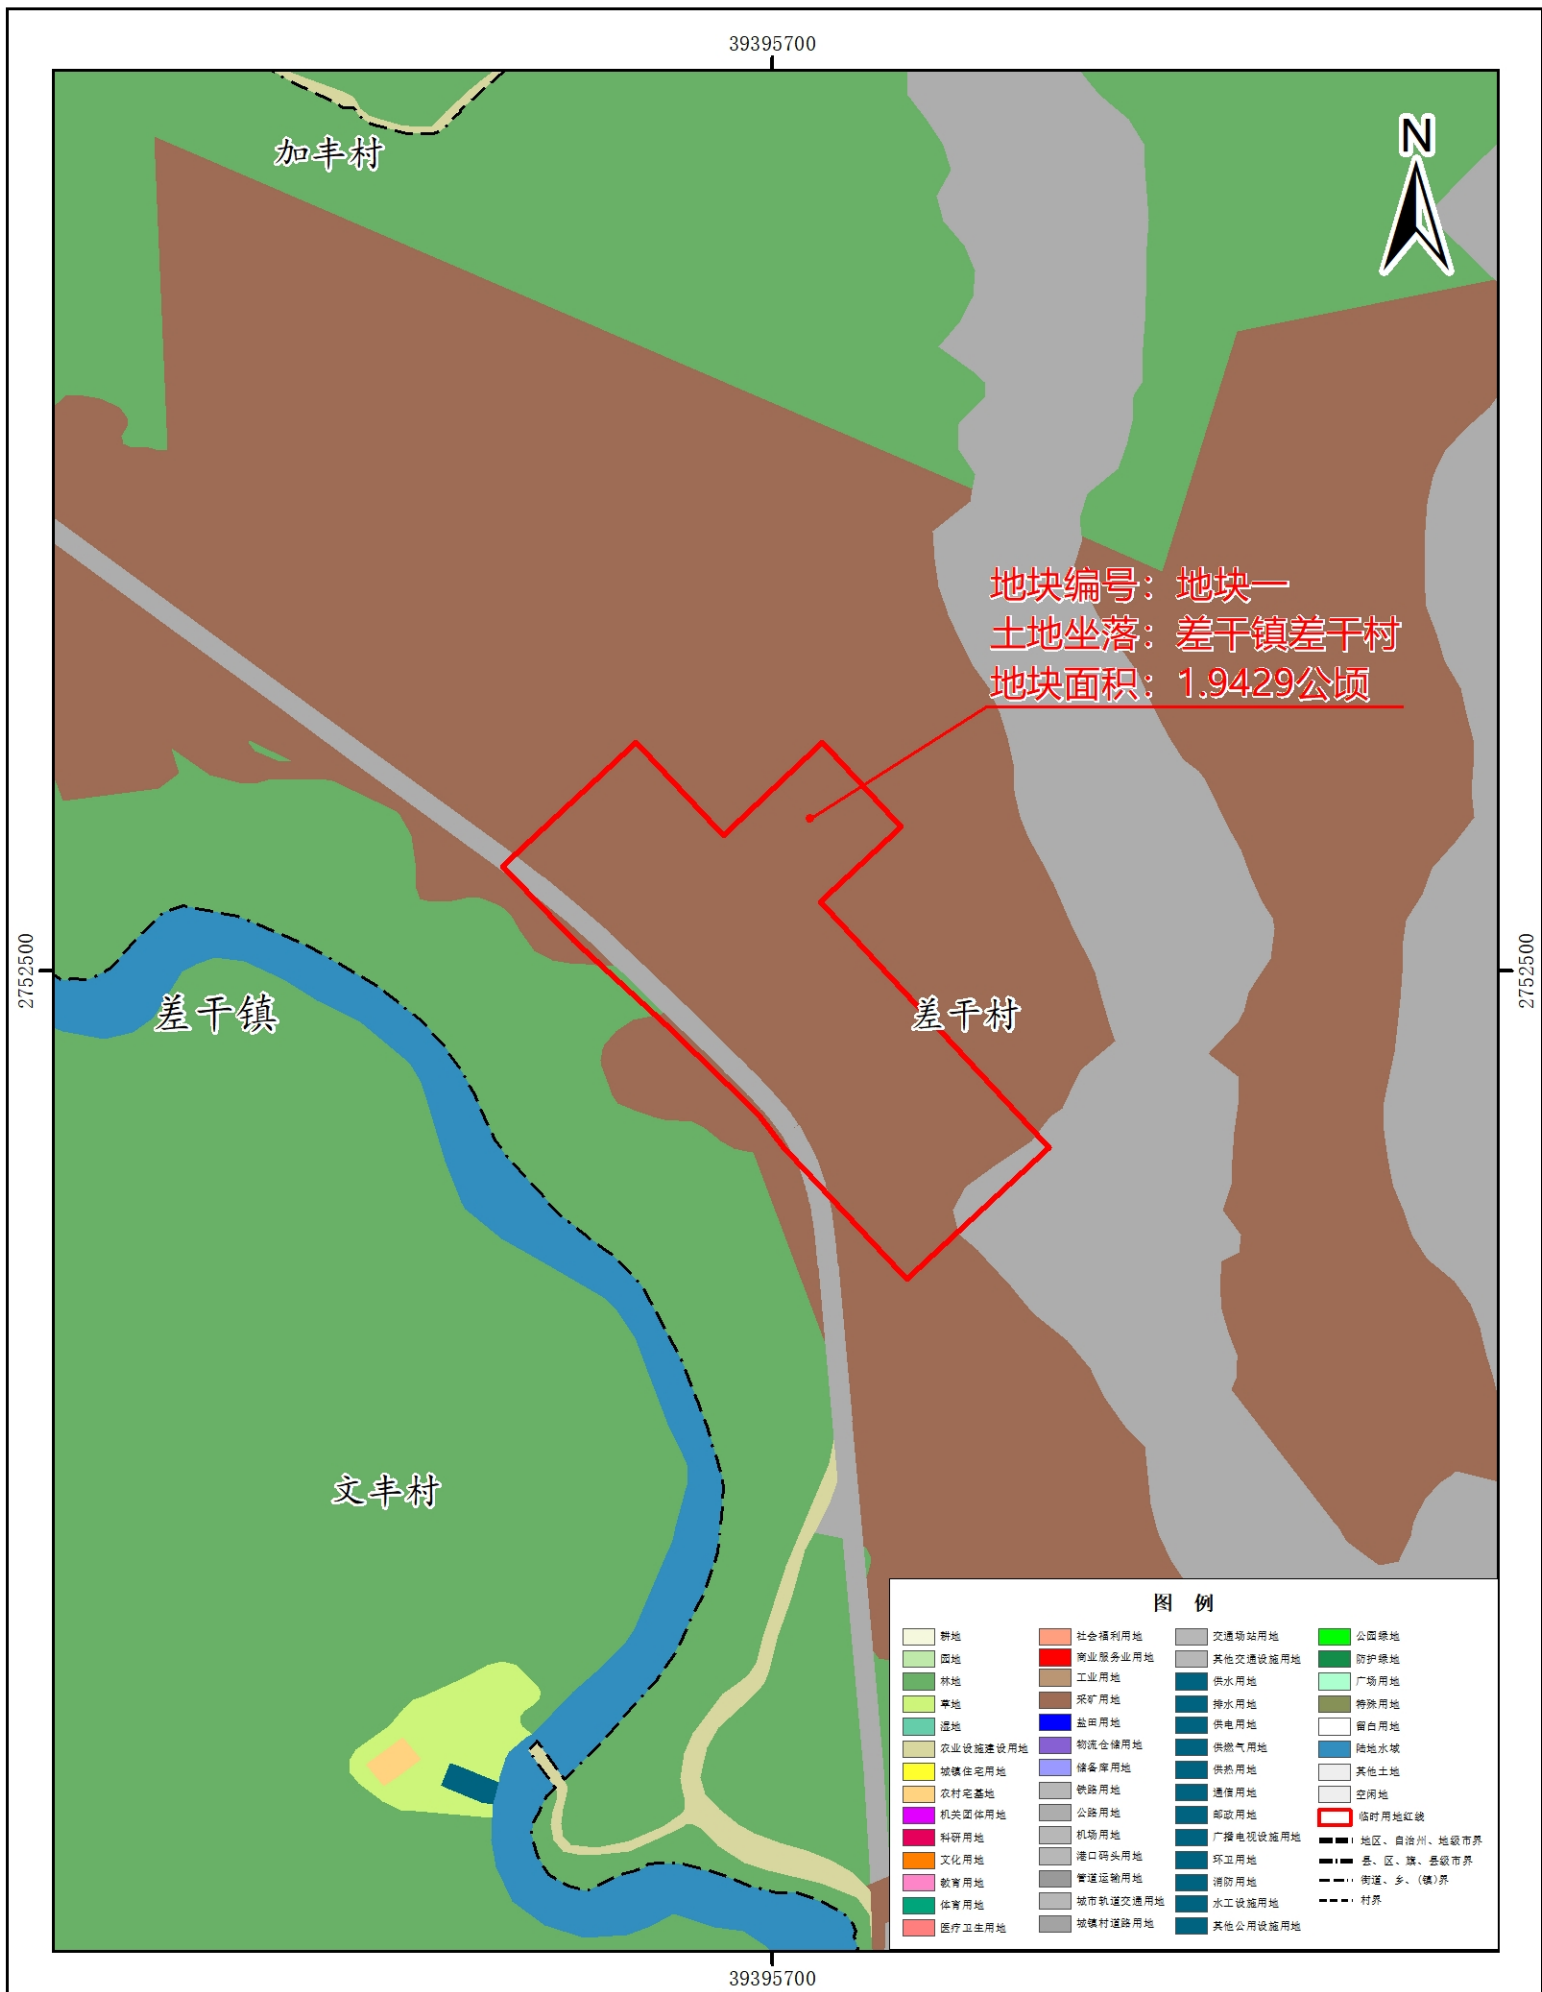 39395700
加丰村
N
地块编号：地块一
土地坐落：差干镇差干村
地块面积：1.9429公顷
2752500
2752500
差干镇
差干村
文丰村
图 例
耕地
园地
林地
草地
湿地
农业设施建设用地
城镇住宅用地
农村宅基地
机关团体用地
科研用地
文化用地
教育用地
体育用地
医疗卫生用地
社会福利用地
商业服务业用地
工业用地
采矿用地
盐田用地
物流仓储用地
储备库用地
铁路用地
公路用地
机场用地
港口码头用地
管道运输用地
城市轨道交通用地
城镇村道路用地
交通场站用地
其他交通设施用地
供水用地
排水用地
供电用地
供燃气用地
供热用地
通信用地
邮政用地
广播电视设施用地
环卫用地
消防用地
水工设施用地
其他公用设施用地
公园绿地
防护绿地
广场用地
特殊用地
留白用地
陆地水域
其他土地
空闲地
临时用地红线
地区、自治州、地级市界
县、区、旗、县级市界
街道、乡、(镇)界
村界
39395700